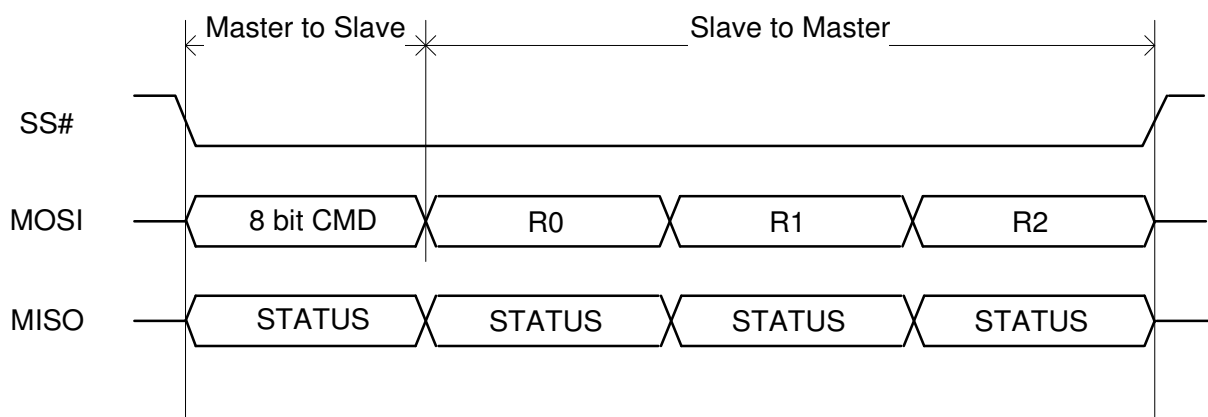 Master to Slave Slave to Master
SS#
MOSI 8 bit CMD R0 R1 R2
MISO STATUS STATUS STATUS STATUS